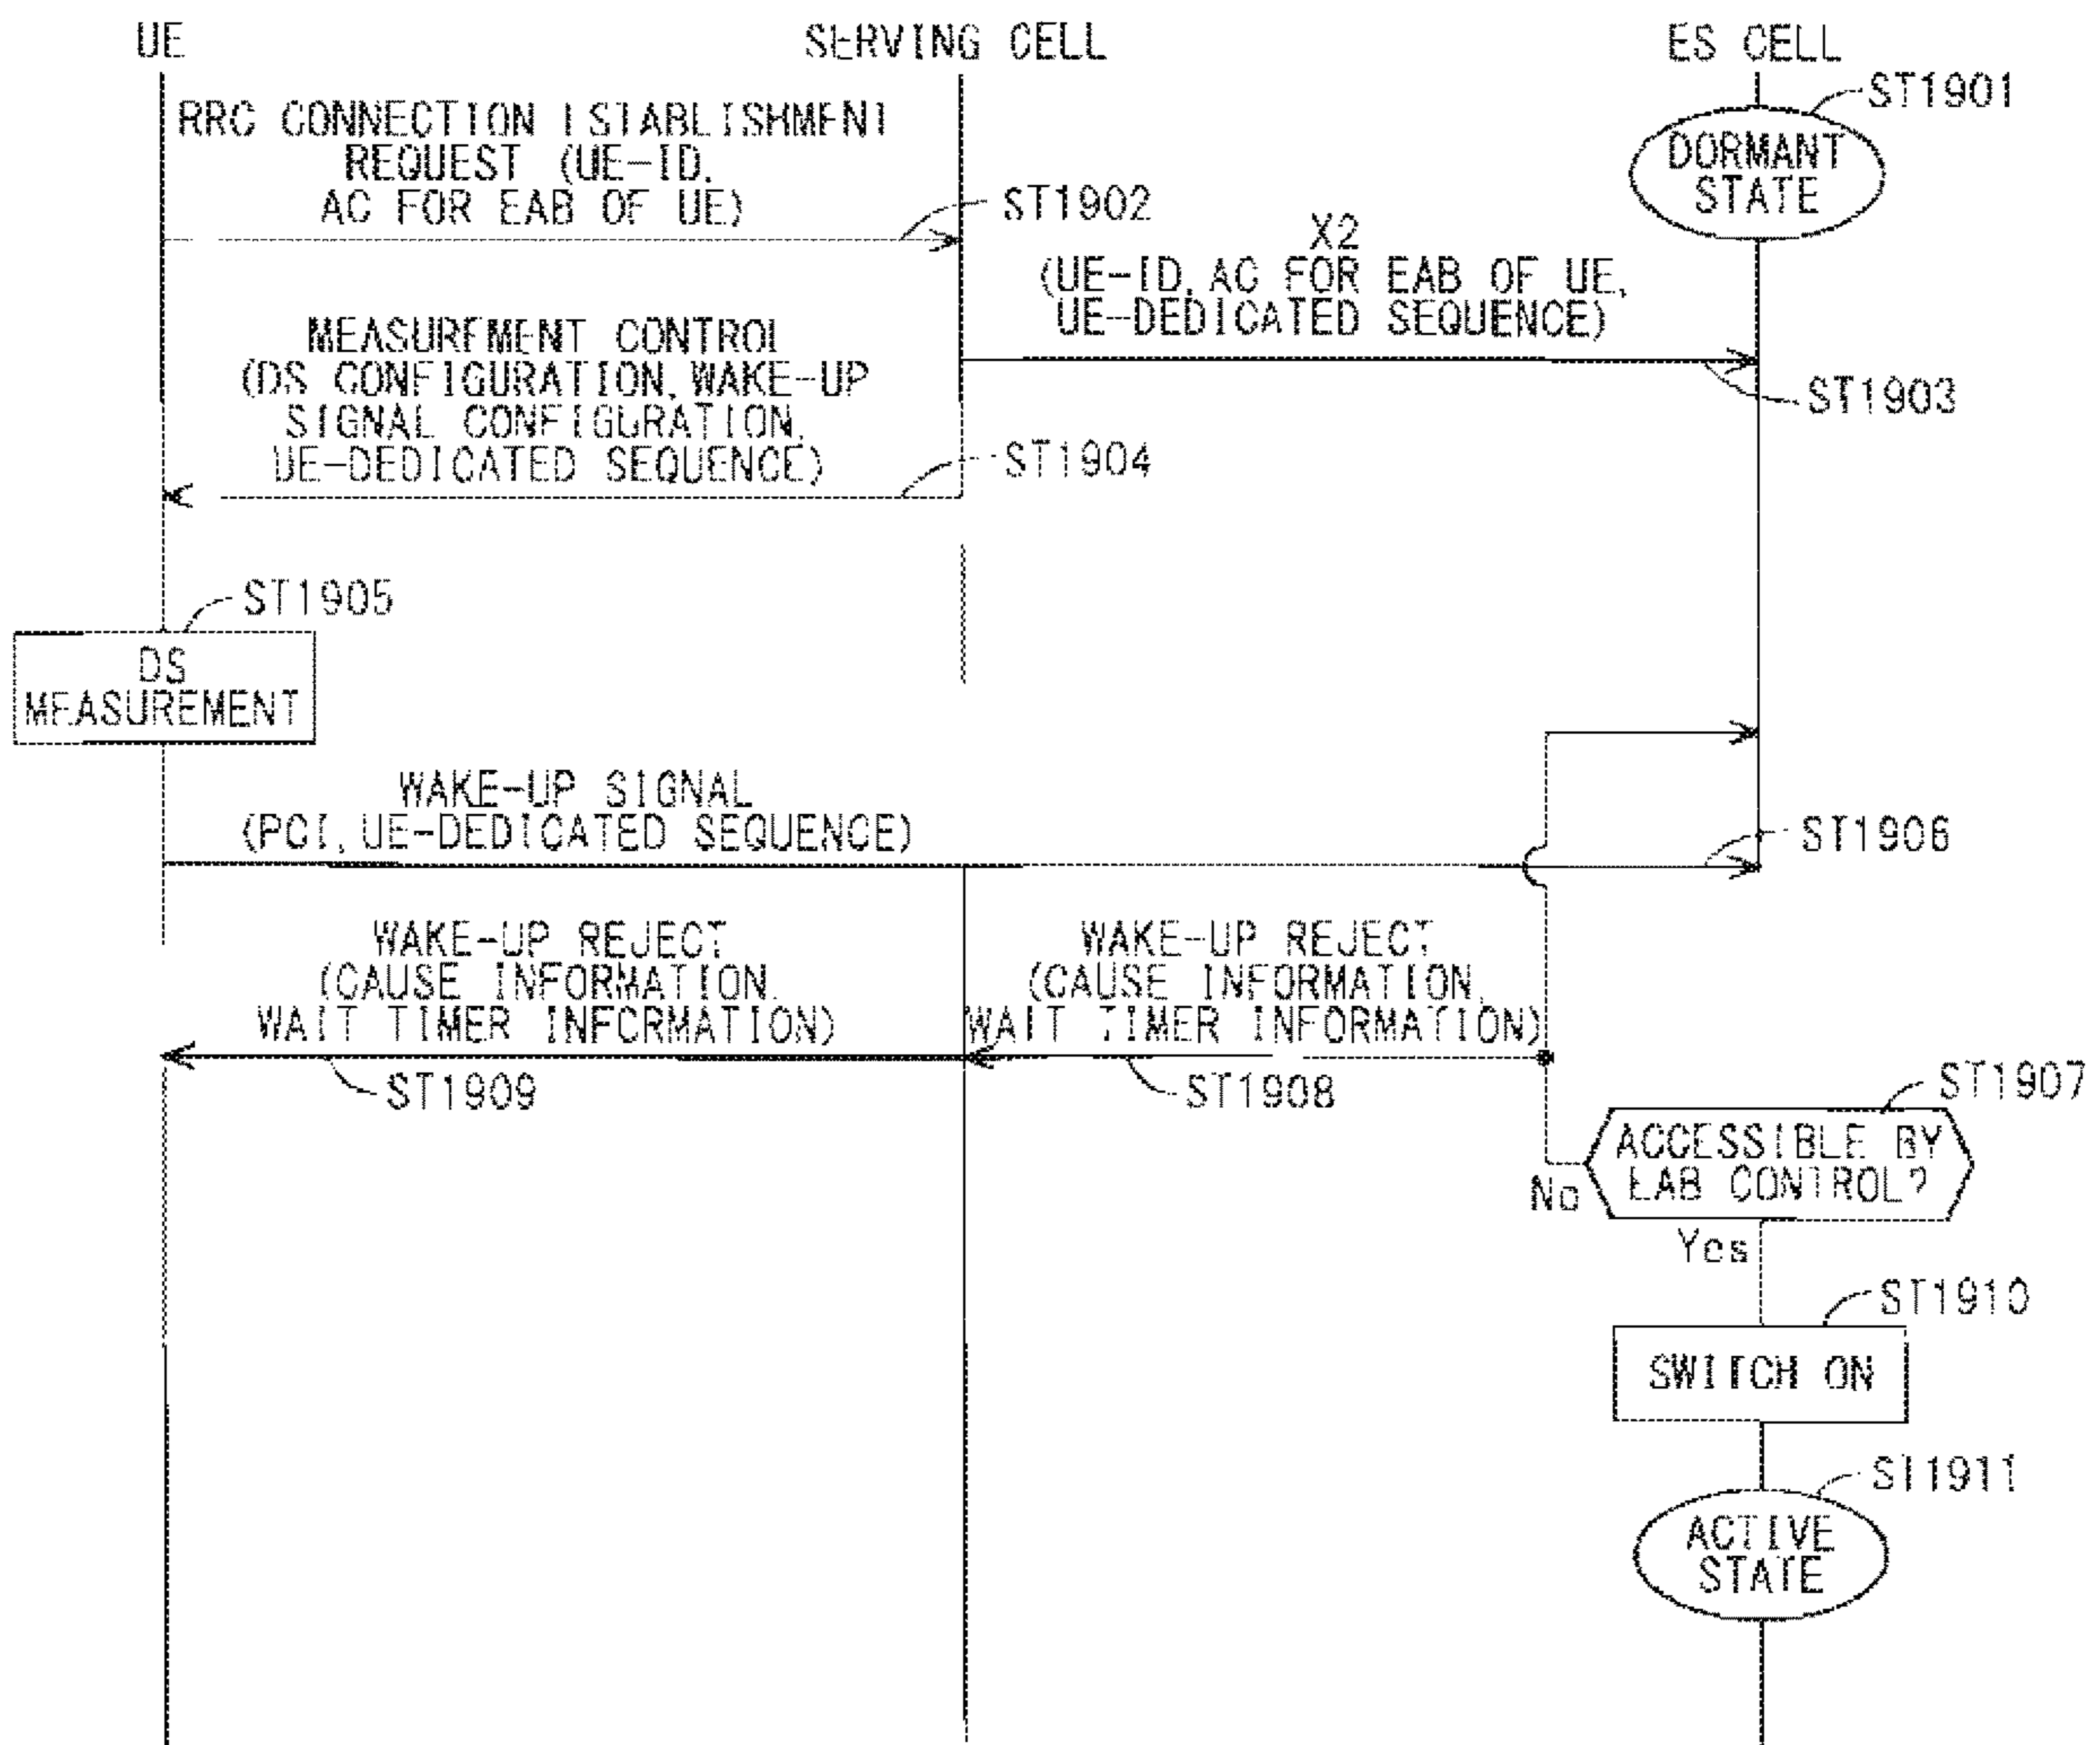 UE
SERVING CELL
ES CELL
ST1901
DORMANT
STATE
RRC CONNECTION ESTABLISHMENT
REQUEST (UE-ID,
AC FOR EAB OF UE)
ST1902
X2
(UE-ID, AC FOR EAB OF UE,
UE-DEDICATED SEQUENCE)
ST1903
MEASUREMENT CONTROL
(DS CONFIGURATION, WAKE-UP
SIGNAL CONFIGURATION,
UE-DEDICATED SEQUENCE)
ST1904
ST1905
DS
MEASUREMENT
WAKE-UP SIGNAL
(PCI, UE-DEDICATED SEQUENCE)
ST1906
WAKE-UP REJECT
(CAUSE INFORMATION,
WAIT TIMER INFORMATION)
ST1909
WAKE-UP REJECT
(CAUSE INFORMATION,
WAIT TIMER INFORMATION)
ST1908
ST1907
ACCESSIBLE BY
EAB CONTROL?
No
Yes
ST1910
SWITCH ON
ST1911
ACTIVE
STATE